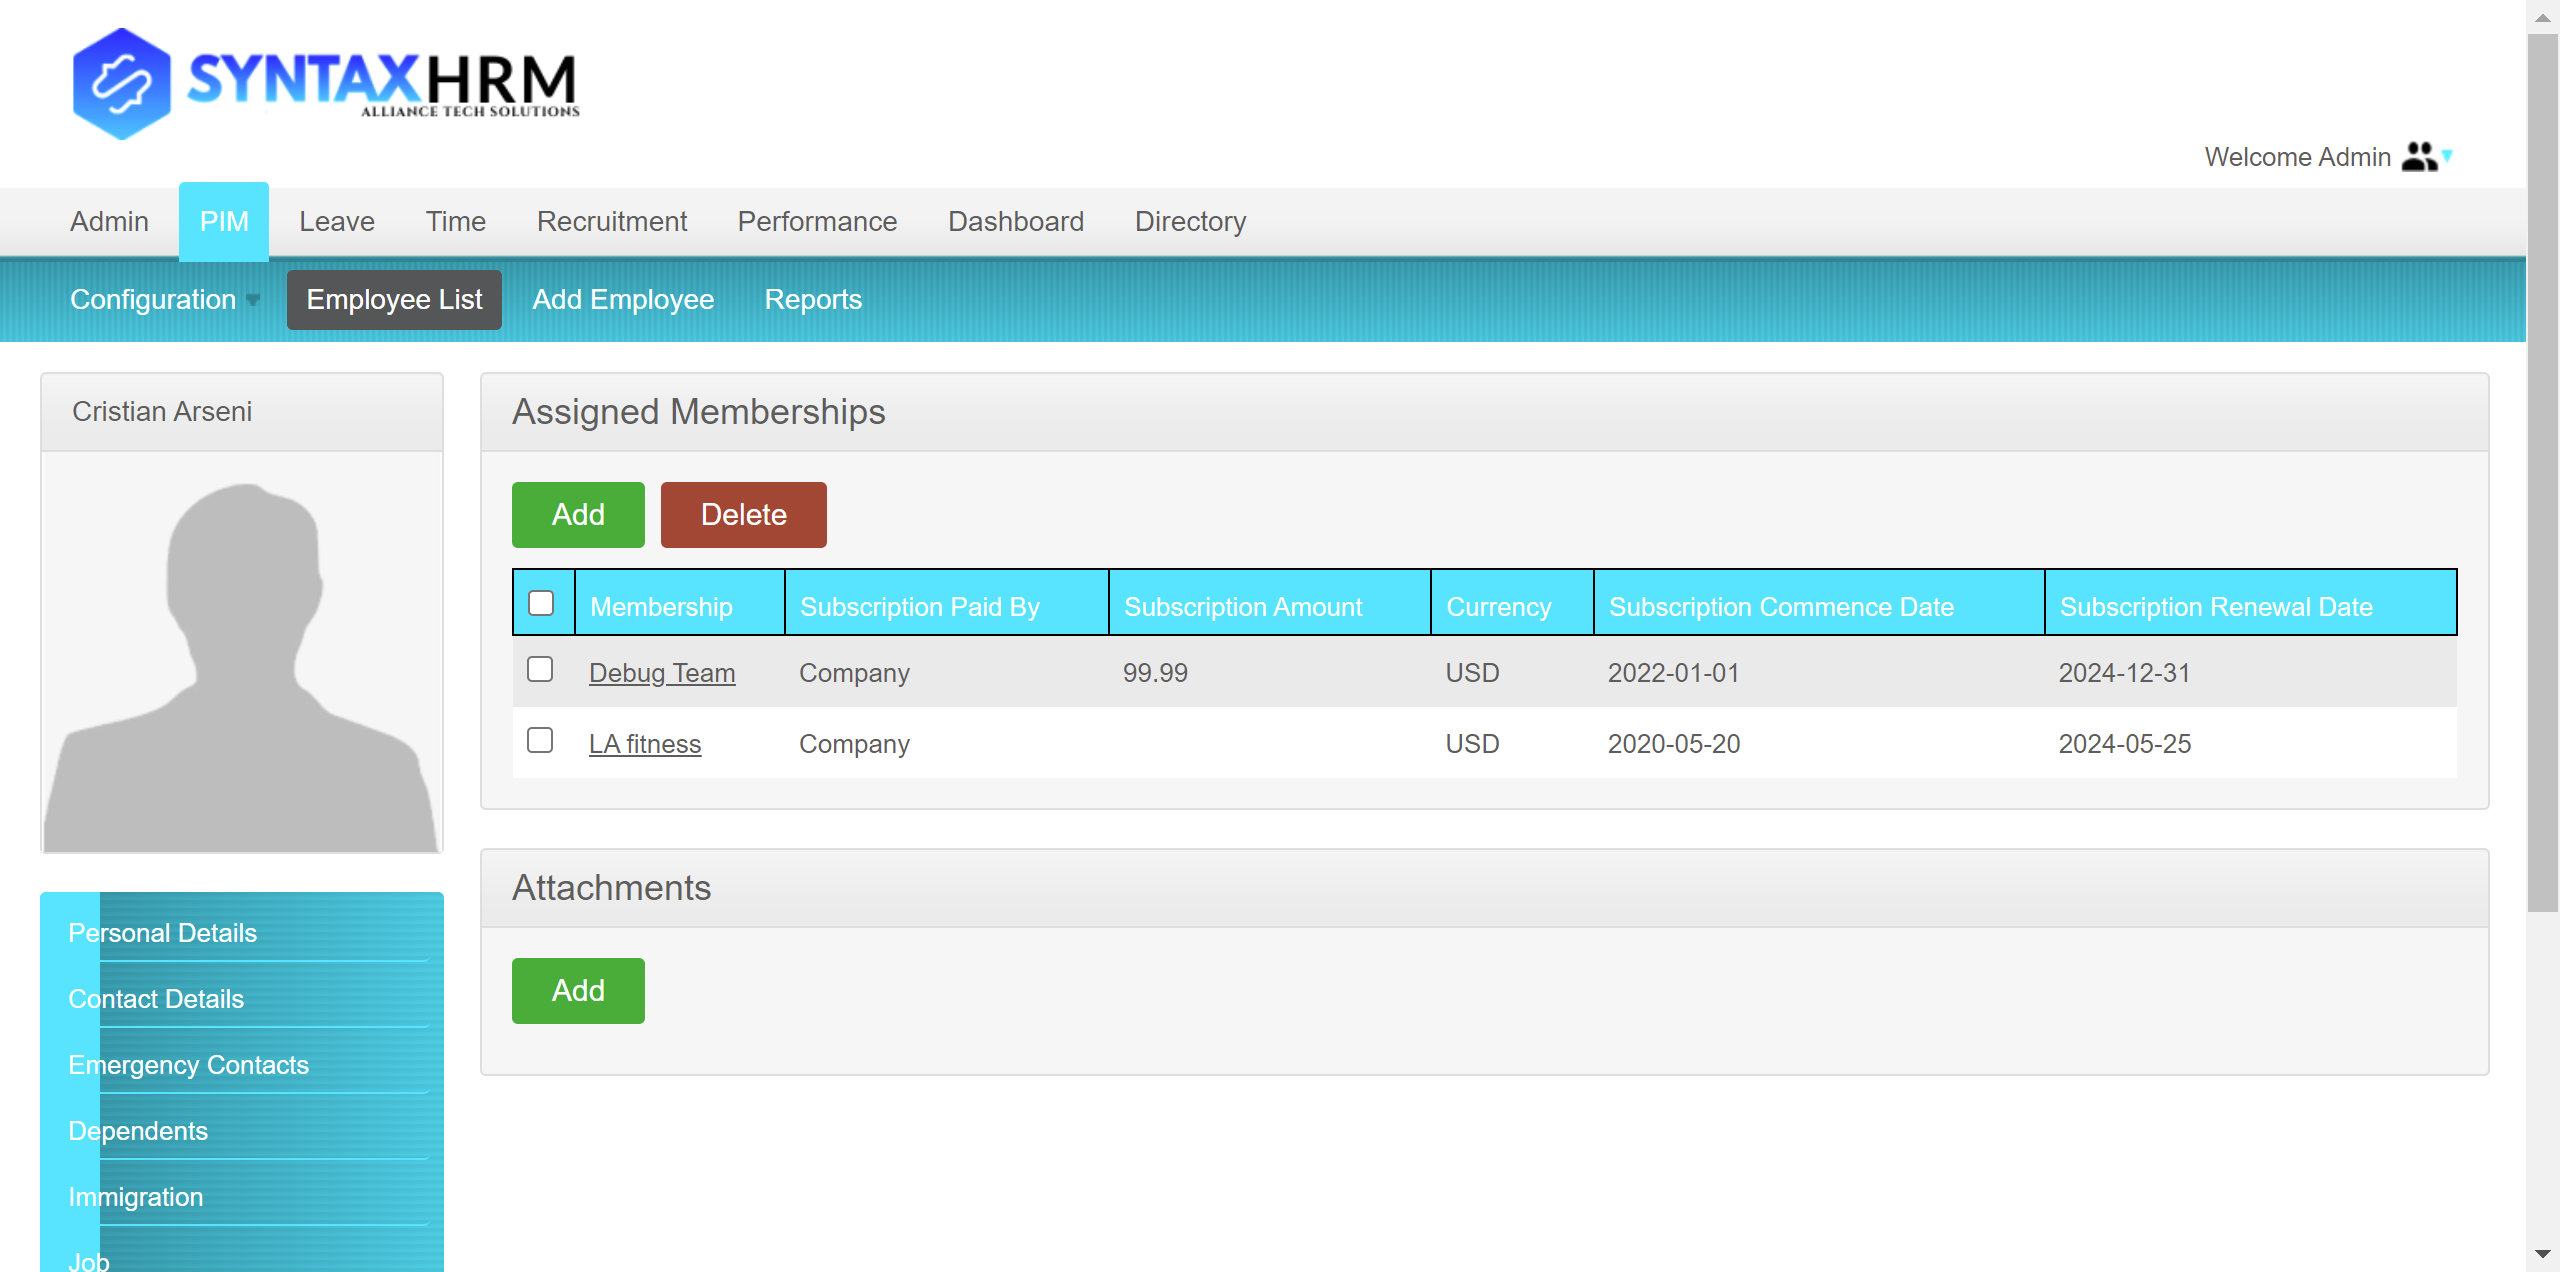 SYNTAXHRM
ALLIANCE TECH SOLUTIONS
Welcome Admin
Admin PIM Leave Time Recruitment Performance Dashboard Directory
Configuration Employee List Add Employee Reports
Cristian Arseni
Assigned Memberships
Add Delete
Membership Subscription Paid By Subscription Amount Currency Subscription Commence Date Subscription Renewal Date
Debug Team Company 99.99 USD 2022-01-01 2024-12-31
LA fitness Company USD 2020-05-20 2024-05-25
Attachments
Add
Personal Details
Contact Details
Emergency Contacts
Dependents
Immigration
Job